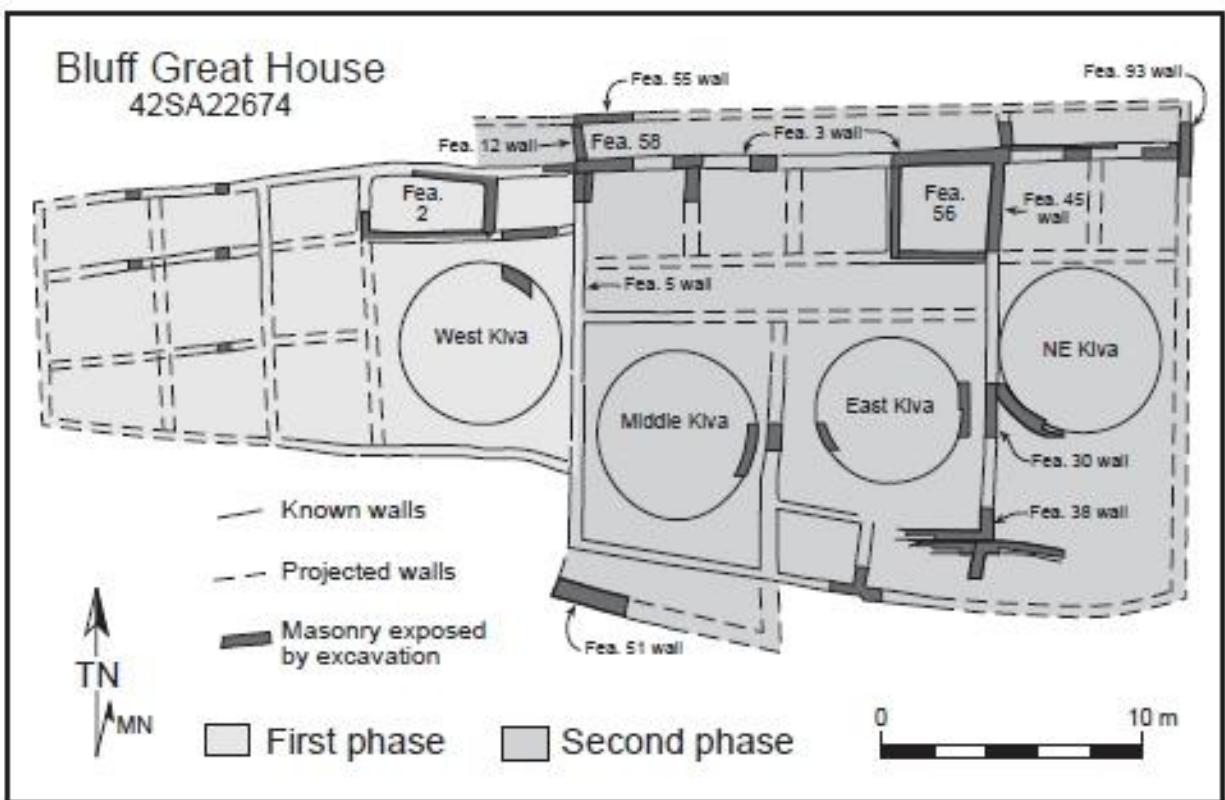 Bluff Great House
42SA22674
Fea. 55 wall
Fea. 93 wall
Fea. 12 wall
Fea. 58
Fea. 3 wall
Fea.
2
Fea.
56
Fea. 45
wall
Fea. 5 wall
West Kiva
Middle Kiva
East Kiva
NE Kiva
Fea. 30 wall
Fea. 38 wall
Fea. 51 wall
Known walls
Projected walls
Masonry exposed
by excavation
TN
MN
First phase
Second phase
0
10 m